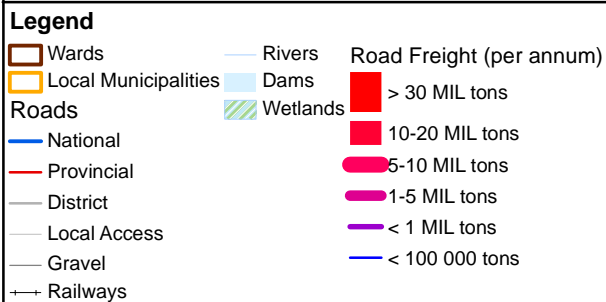 Legend
Wards
Local Municipalities
Roads
National
Provincial
District
Local Access
Gravel
Railways
Rivers
Dams
Wetlands
Road Freight (per annum)
> 30 MIL tons
10-20 MIL tons
5-10 MIL tons
1-5 MIL tons
< 1 MIL tons
< 100 000 tons